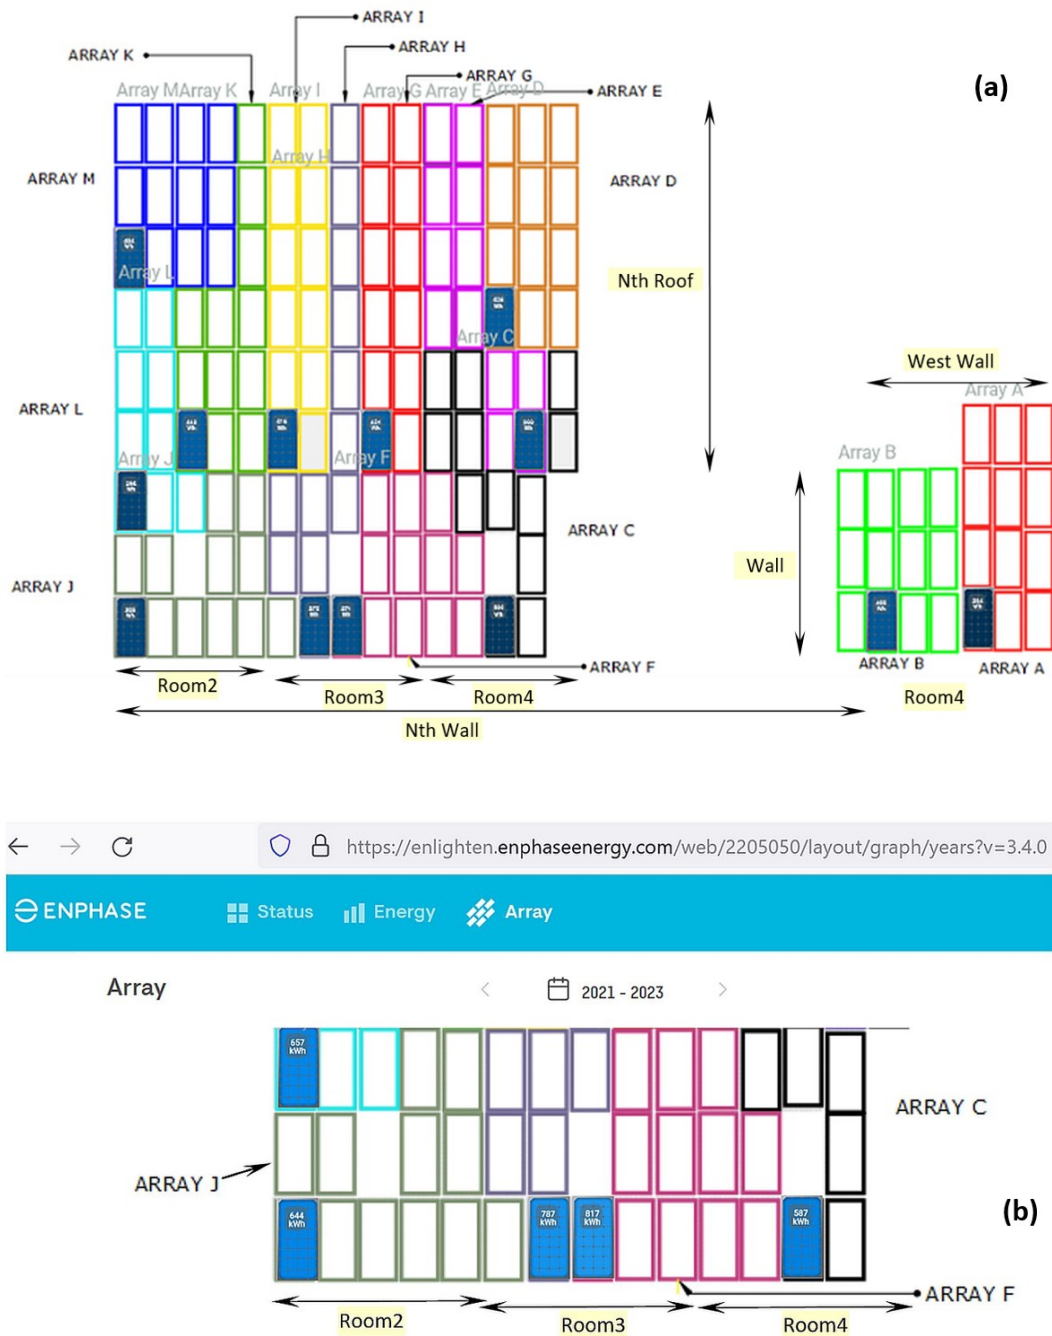 ARRAY I
ARRAY K
ARRAY H
ARRAY G
ARRAY E
(a)
Array M
Array K
Array I
Array G
Array E
Array D
Array H
ARRAY M
ARRAY D
Array L
Nth Roof
Array C
West Wall
Array A
ARRAY L
Array J
Array F
Array B
ARRAY C
Wall
ARRAY J
ARRAY F
ARRAY B
ARRAY A
Room2
Room3
Room4
Room4
Nth Wall
https://enlighten.enphaseenergy.com/web/2205050/layout/graph/years?v=3.4.0
ENPHASE
Status
Energy
Array
Array
2021 - 2023
657
kWh
ARRAY C
ARRAY J
644
kWh
787
kWh
817
kWh
587
kWh
(b)
ARRAY F
Room2
Room3
Room4